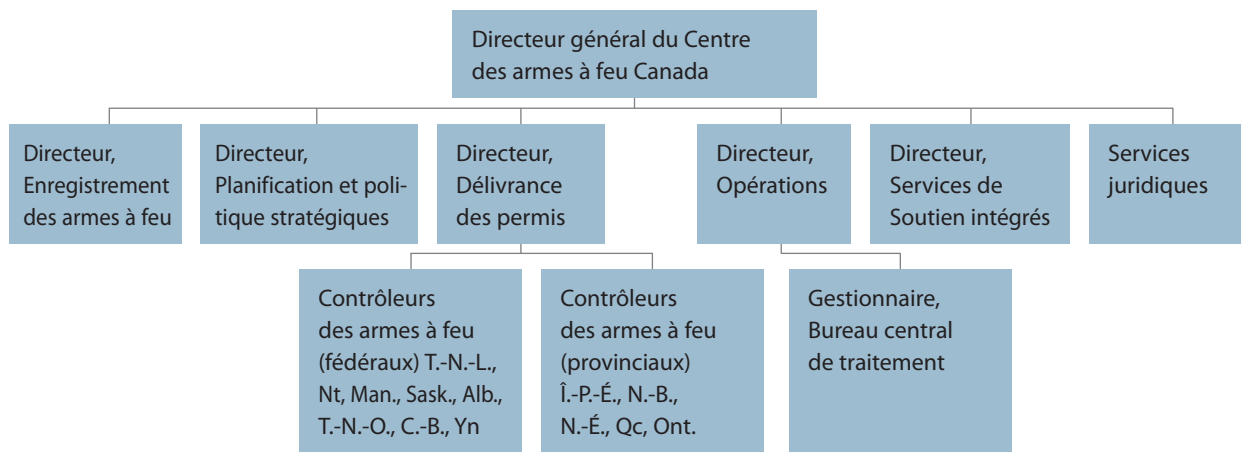 Directeur général du Centre
des armes à feu Canada
Directeur,
Enregistrement
des armes à feu
Directeur,
Planification et poli-
tique stratégiques
Directeur,
Délivrance
des permis
Directeur,
Opérations
Directeur,
Services de
Soutien intégrés
Services
juridiques
Contrôleurs
des armes à feu
(fédéraux) T.-N.-L.,
Nt, Man., Sask., Alb.,
T.-N.-O., C.-B., Yn
Contrôleurs
des armes à feu
(provinciaux)
Î.-P.-É., N.-B.,
N.-É., Qc, Ont.
Gestionnaire,
Bureau central
de traitement